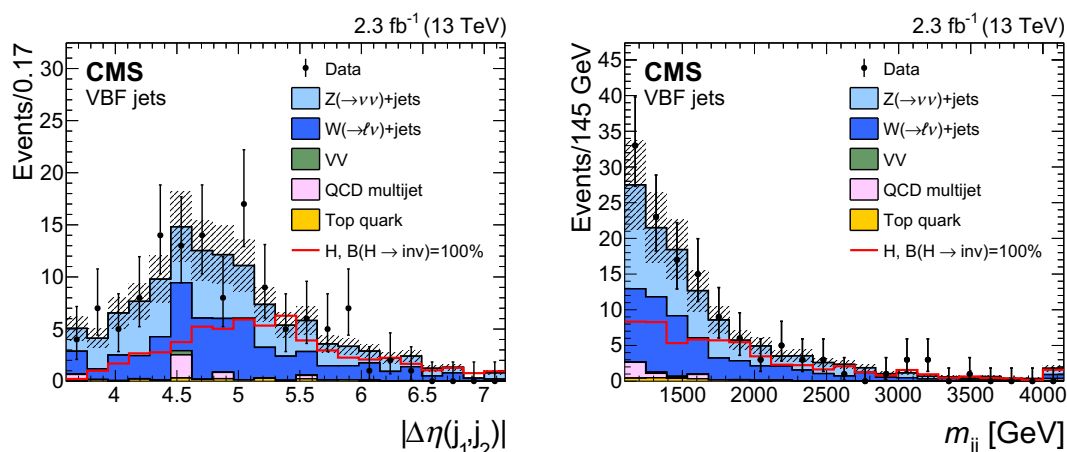 2.3 fb⁻¹ (13 TeV)
CMS
VBF jets
Data
Z(→νν)+jets
W(→ℓν)+jets
VV
QCD multijet
Top quark
H, B(H → inv)=100%
Events/0.17
30
25
20
15
10
5
0
4 4.5 5 5.5 6 6.5 7
|Δη(j₁,j₂)|
2.3 fb⁻¹ (13 TeV)
CMS
VBF jets
Data
Z(→νν)+jets
W(→ℓν)+jets
VV
QCD multijet
Top quark
H, B(H → inv)=100%
Events/145 GeV
45
40
35
30
25
20
15
10
5
0
1500 2000 2500 3000 3500 4000
m_jj [GeV]